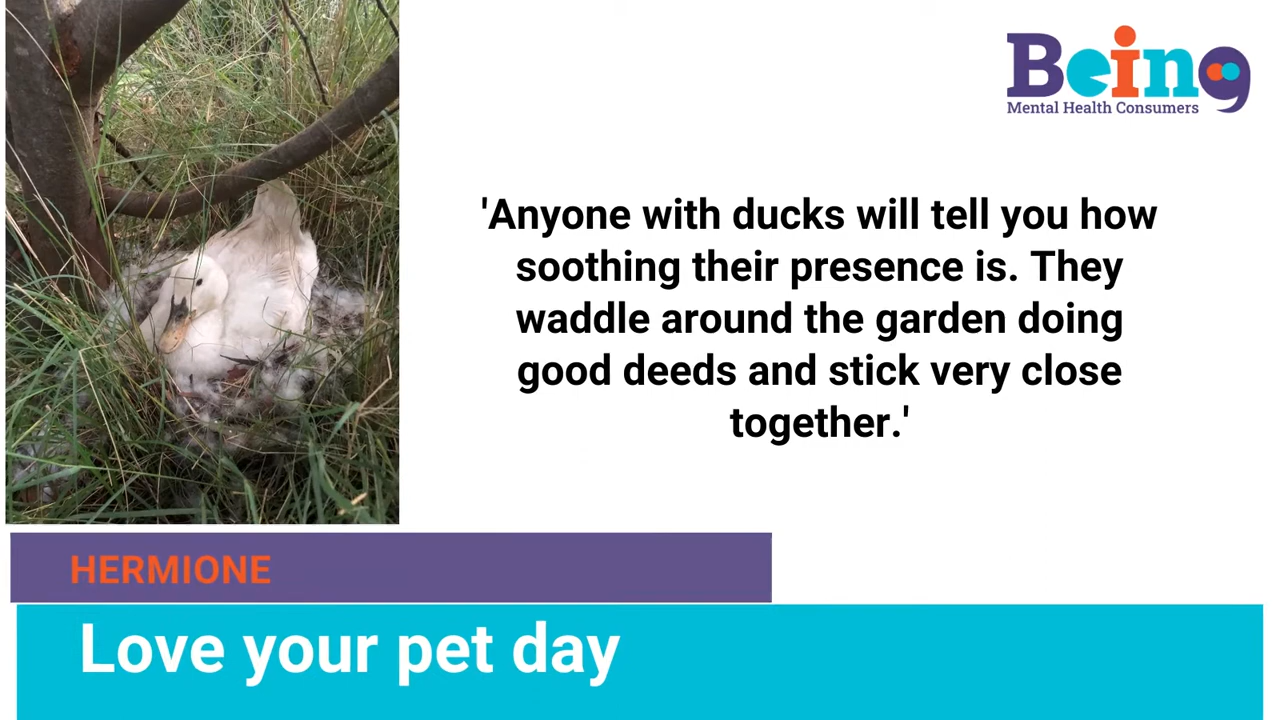 Being
Mental Health Consumers
'Anyone with ducks will tell you how
soothing their presence is. They
waddle around the garden doing
good deeds and stick very close
together.'
HERMIONE
Love your pet day